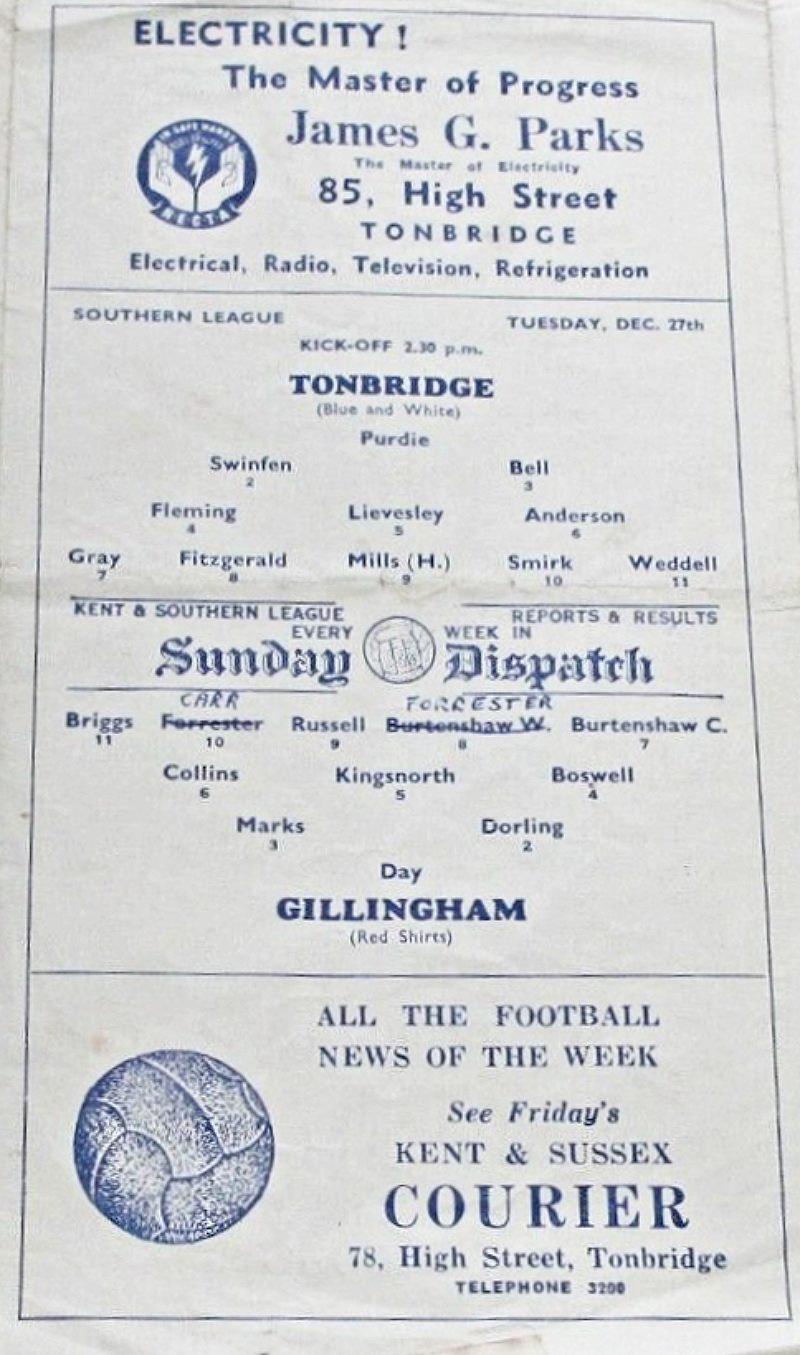 ELECTRICITY !
The Master of Progress
James G. Parks
The Master of Electricity
IN SAFE HANDS
NECTA
85, High Street
TONBRIDGE
Electrical, Radio, Television, Refrigeration
SOUTHERN LEAGUE TUESDAY, DEC. 27th
KICK-OFF 2.30 p.m.
TONBRIDGE
(Blue and White)
Purdie
Swinfen Bell
2 3
Fleming Lievesley Anderson
4 5 6
Gray Fitzgerald Mills (H.) Smirk Weddell
7 8 9 10 11
KENT & SOUTHERN LEAGUE REPORTS & RESULTS
EVERY WEEK IN
Sunday Dispatch
CARR FORRESTER
Briggs Forrester Russell Burtenshaw W. Burtenshaw C.
11 10 9 8 7
Collins Kingsnorth Boswell
6 5 4
Marks Dorling
3 2
Day
GILLINGHAM
(Red Shirts)
ALL THE FOOTBALL
NEWS OF THE WEEK
See Friday's
KENT & SUSSEX
COURIER
78, High Street, Tonbridge
TELEPHONE 3200